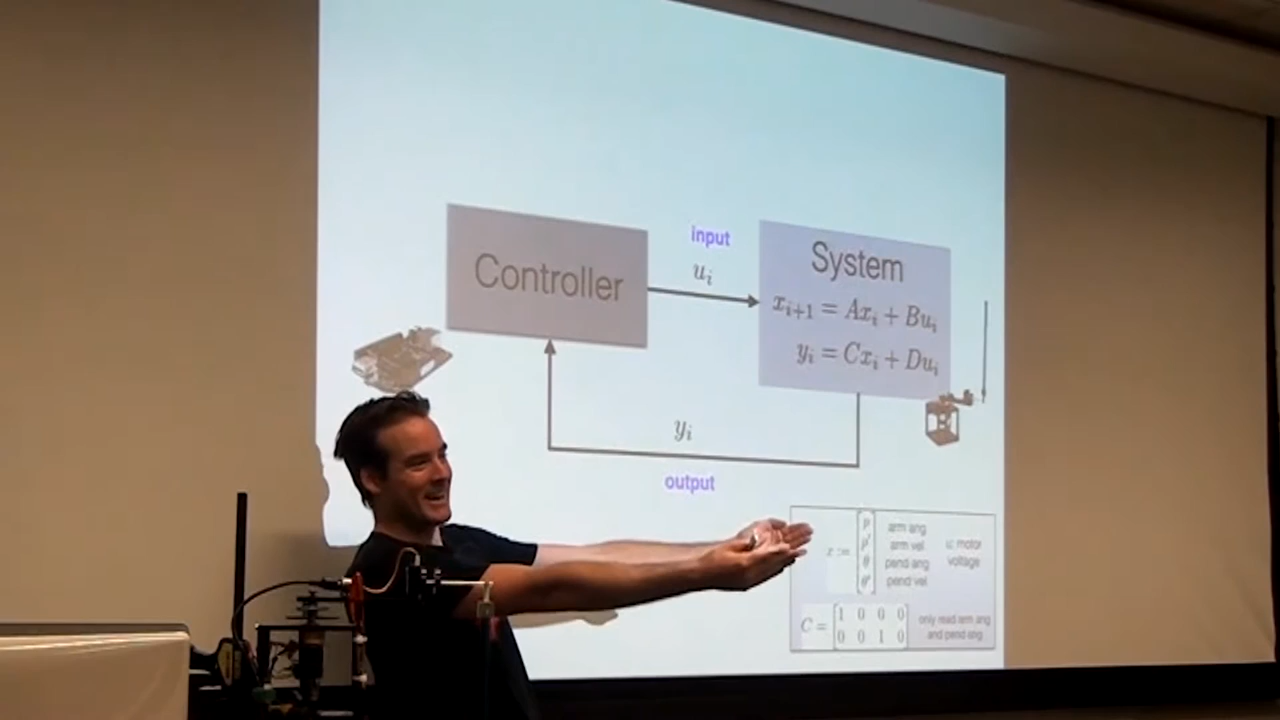 input
Controller
u_i
System
x_{i+1} = Ax_i + Bu_i
y_i = Cx_i + Du_i
y_i
output
x := [p p' θ θ'] arm ang arm vel pend ang pend vel
u: motor voltage
C = [1 0 0 0; 0 0 1 0]
only read arm ang
and pend ang